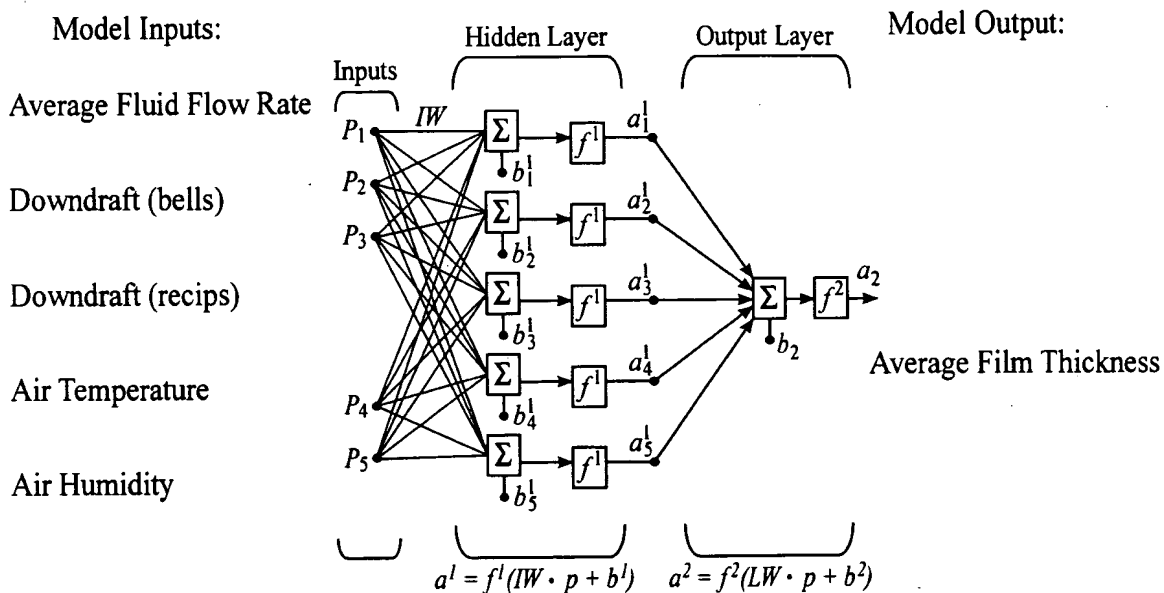 Model Inputs:
Hidden Layer
Output Layer
Model Output:
Inputs
Average Fluid Flow Rate
Downdraft (bells)
Downdraft (recips)
Air Temperature
Air Humidity
P₁
P₂
P₃
P₄
P₅
IW
Σ
b¹₁
f¹
a¹₁
Σ
b¹₂
f¹
a¹₂
Σ
b¹₃
f¹
a¹₃
Σ
b¹₄
f¹
a¹₄
Σ
b¹₅
f¹
a¹₅
Σ
b₂
f²
a₂
Average Film Thickness
a¹ = f¹(IW · p + b¹)
a² = f²(LW · p + b²)